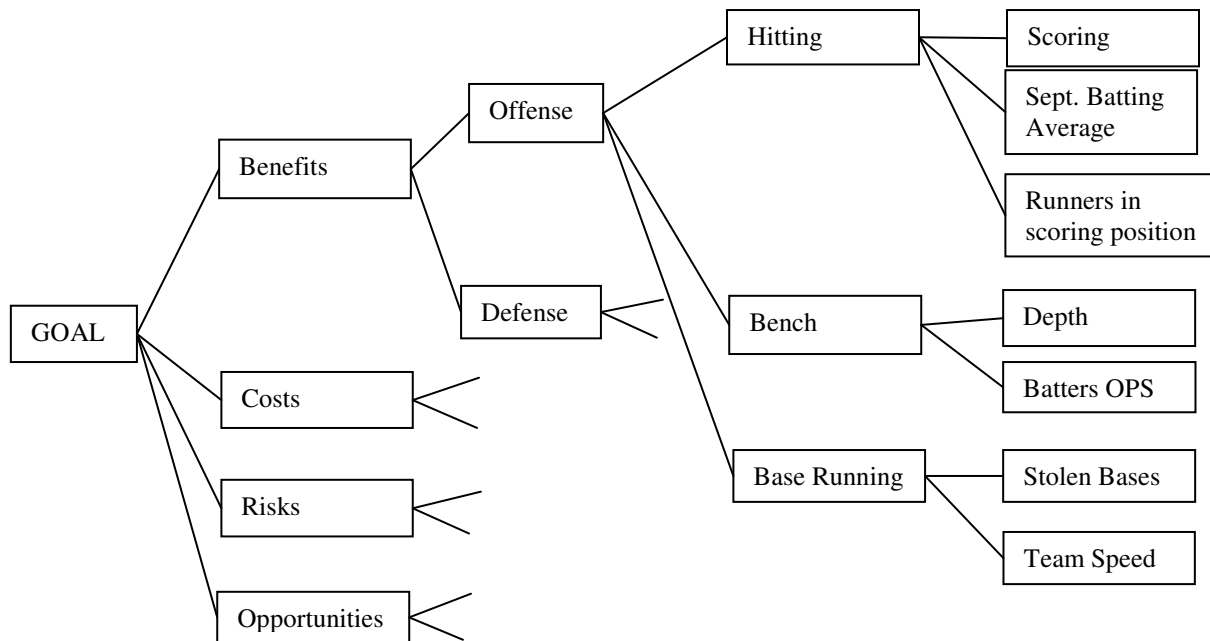 Hitting
Scoring
Offense
Sept. Batting
Average
Benefits
Runners in
scoring position
GOAL
Defense
Bench
Depth
Costs
Batters OPS
Base Running
Stolen Bases
Risks
Team Speed
Opportunities